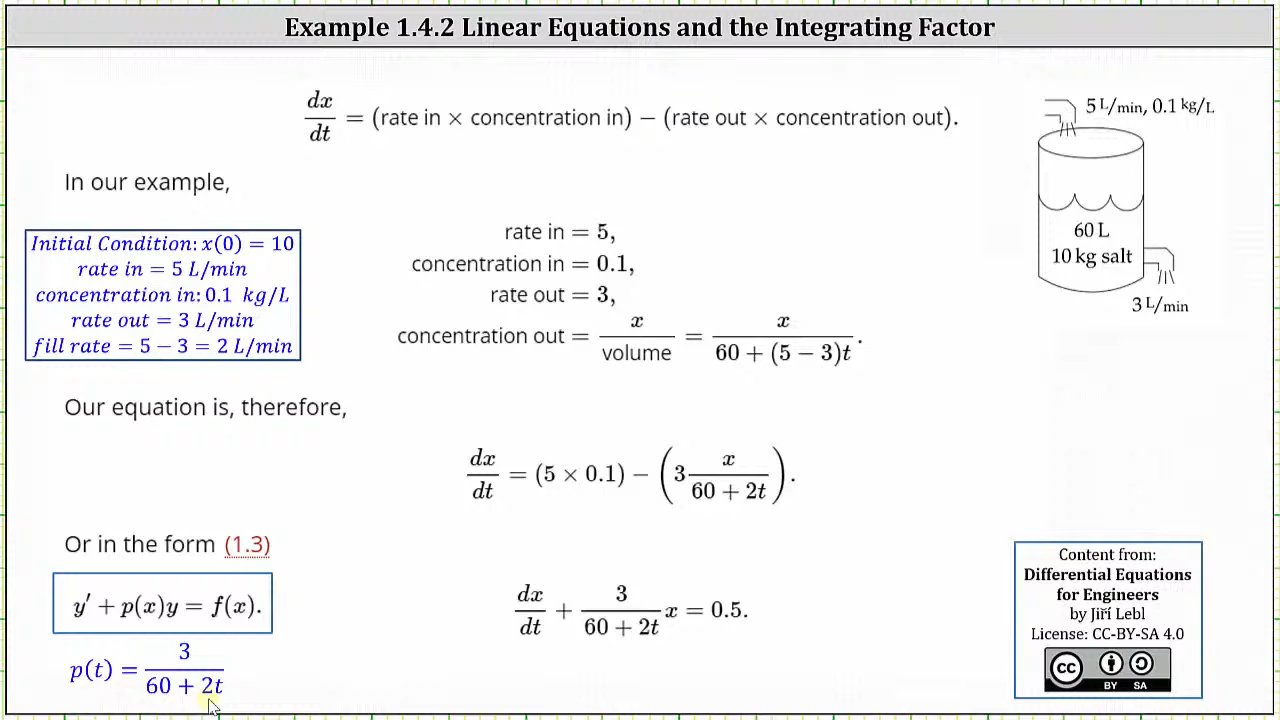 Example 1.4.2 Linear Equations and the Integrating Factor
dx/dt = (rate in × concentration in) − (rate out × concentration out).
5 L/min, 0.1 kg/L
In our example,
Initial Condition: x(0) = 10
rate in = 5 L/min
concentration in: 0.1 kg/L
rate out = 3 L/min
fill rate = 5 − 3 = 2 L/min
rate in = 5,
concentration in = 0.1,
rate out = 3,
concentration out = x/volume = x/(60 + (5 − 3)t).
60 L
10 kg salt
3 L/min
Our equation is, therefore,
dx/dt = (5 × 0.1) − (3 x/(60 + 2t)).
Or in the form (1.3)
y′ + p(x)y = f(x).
dx/dt + 3/(60 + 2t) x = 0.5.
p(t) = 3/(60 + 2t)
Content from:
Differential Equations
for Engineers
by Jiří Lebl
License: CC-BY-SA 4.0
cc
BY SA